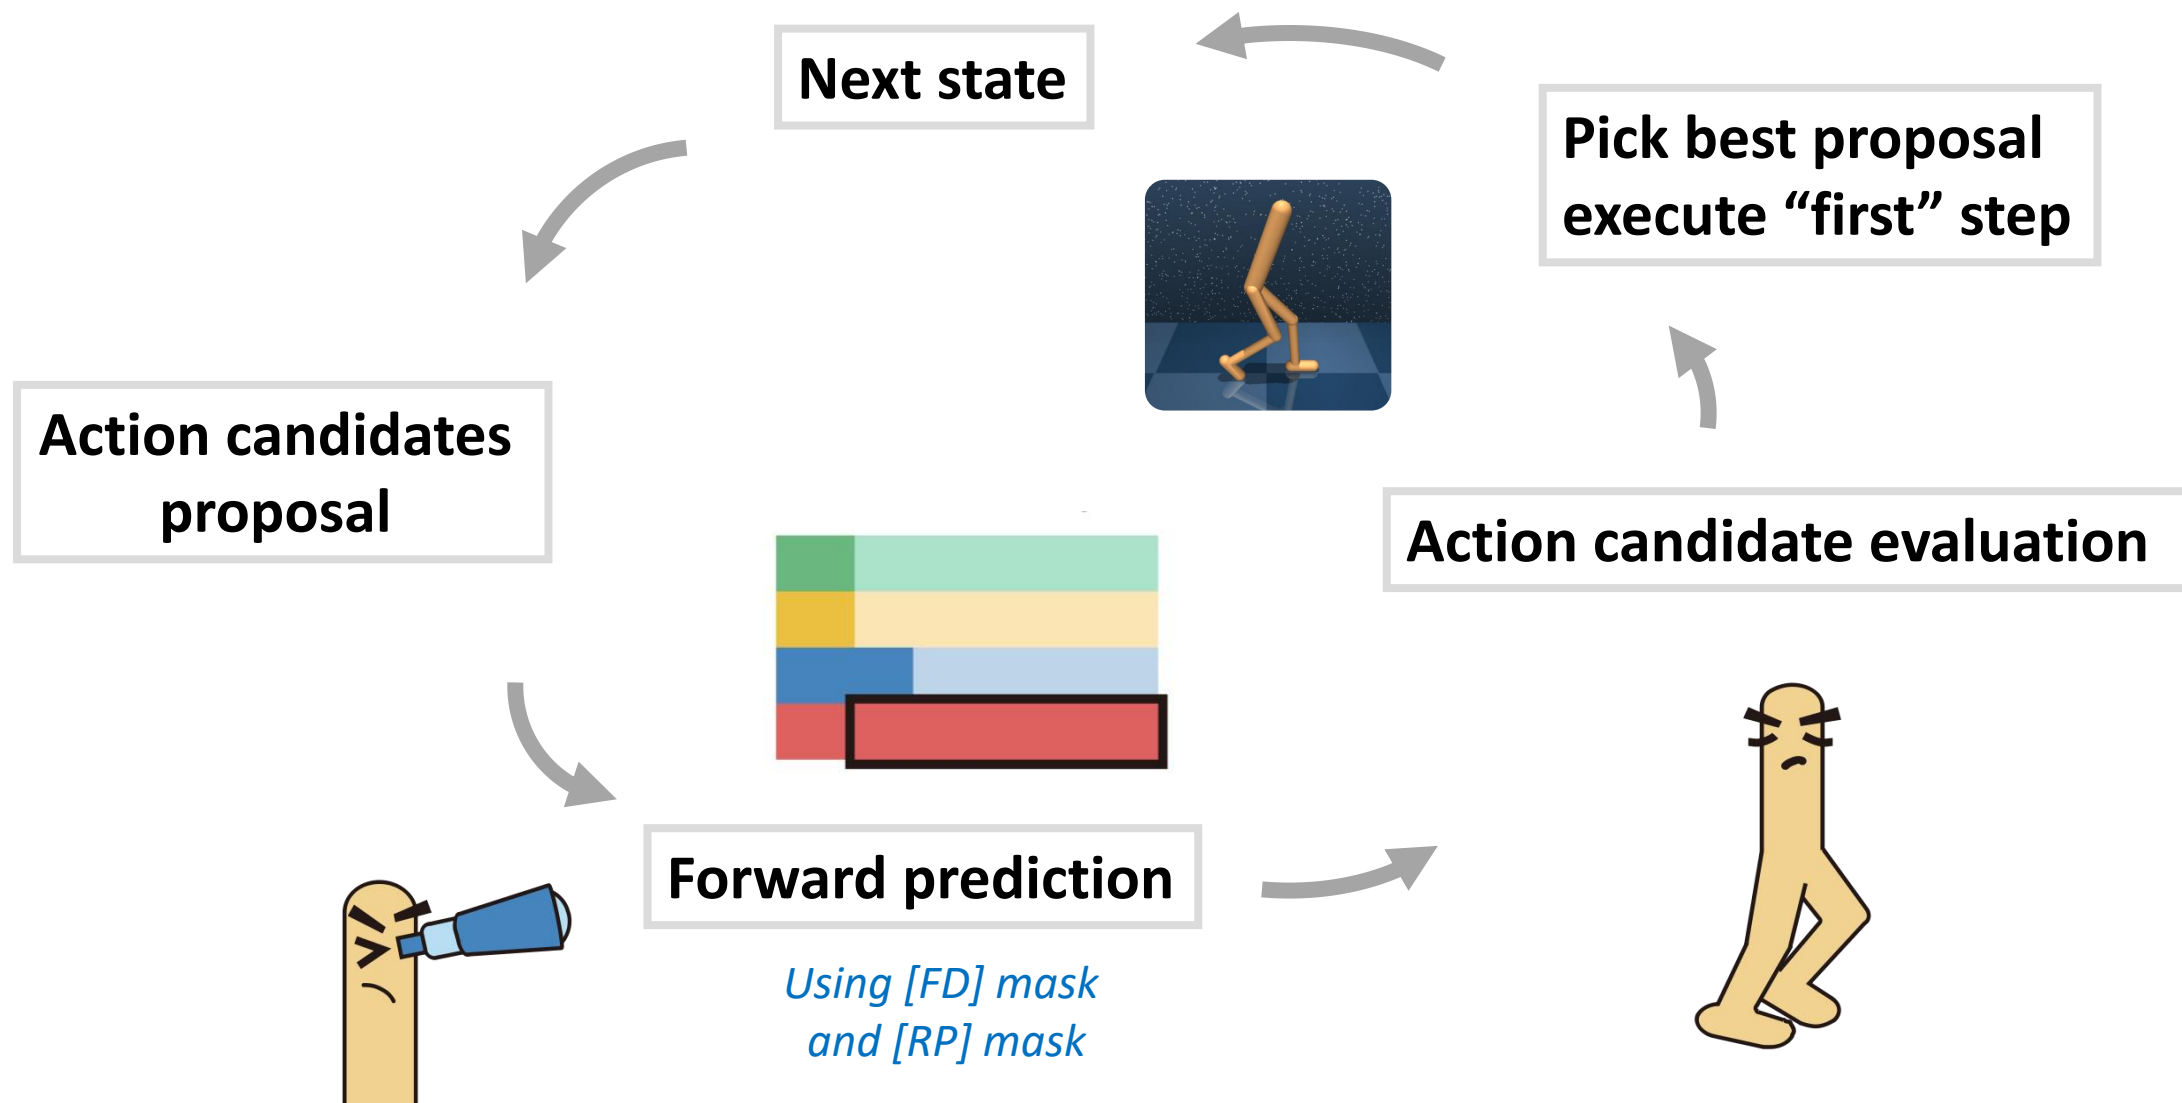 Next state
Pick best proposal
execute “first” step
Action candidates
proposal
Action candidate evaluation
Forward prediction
Using [FD] mask
and [RP] mask